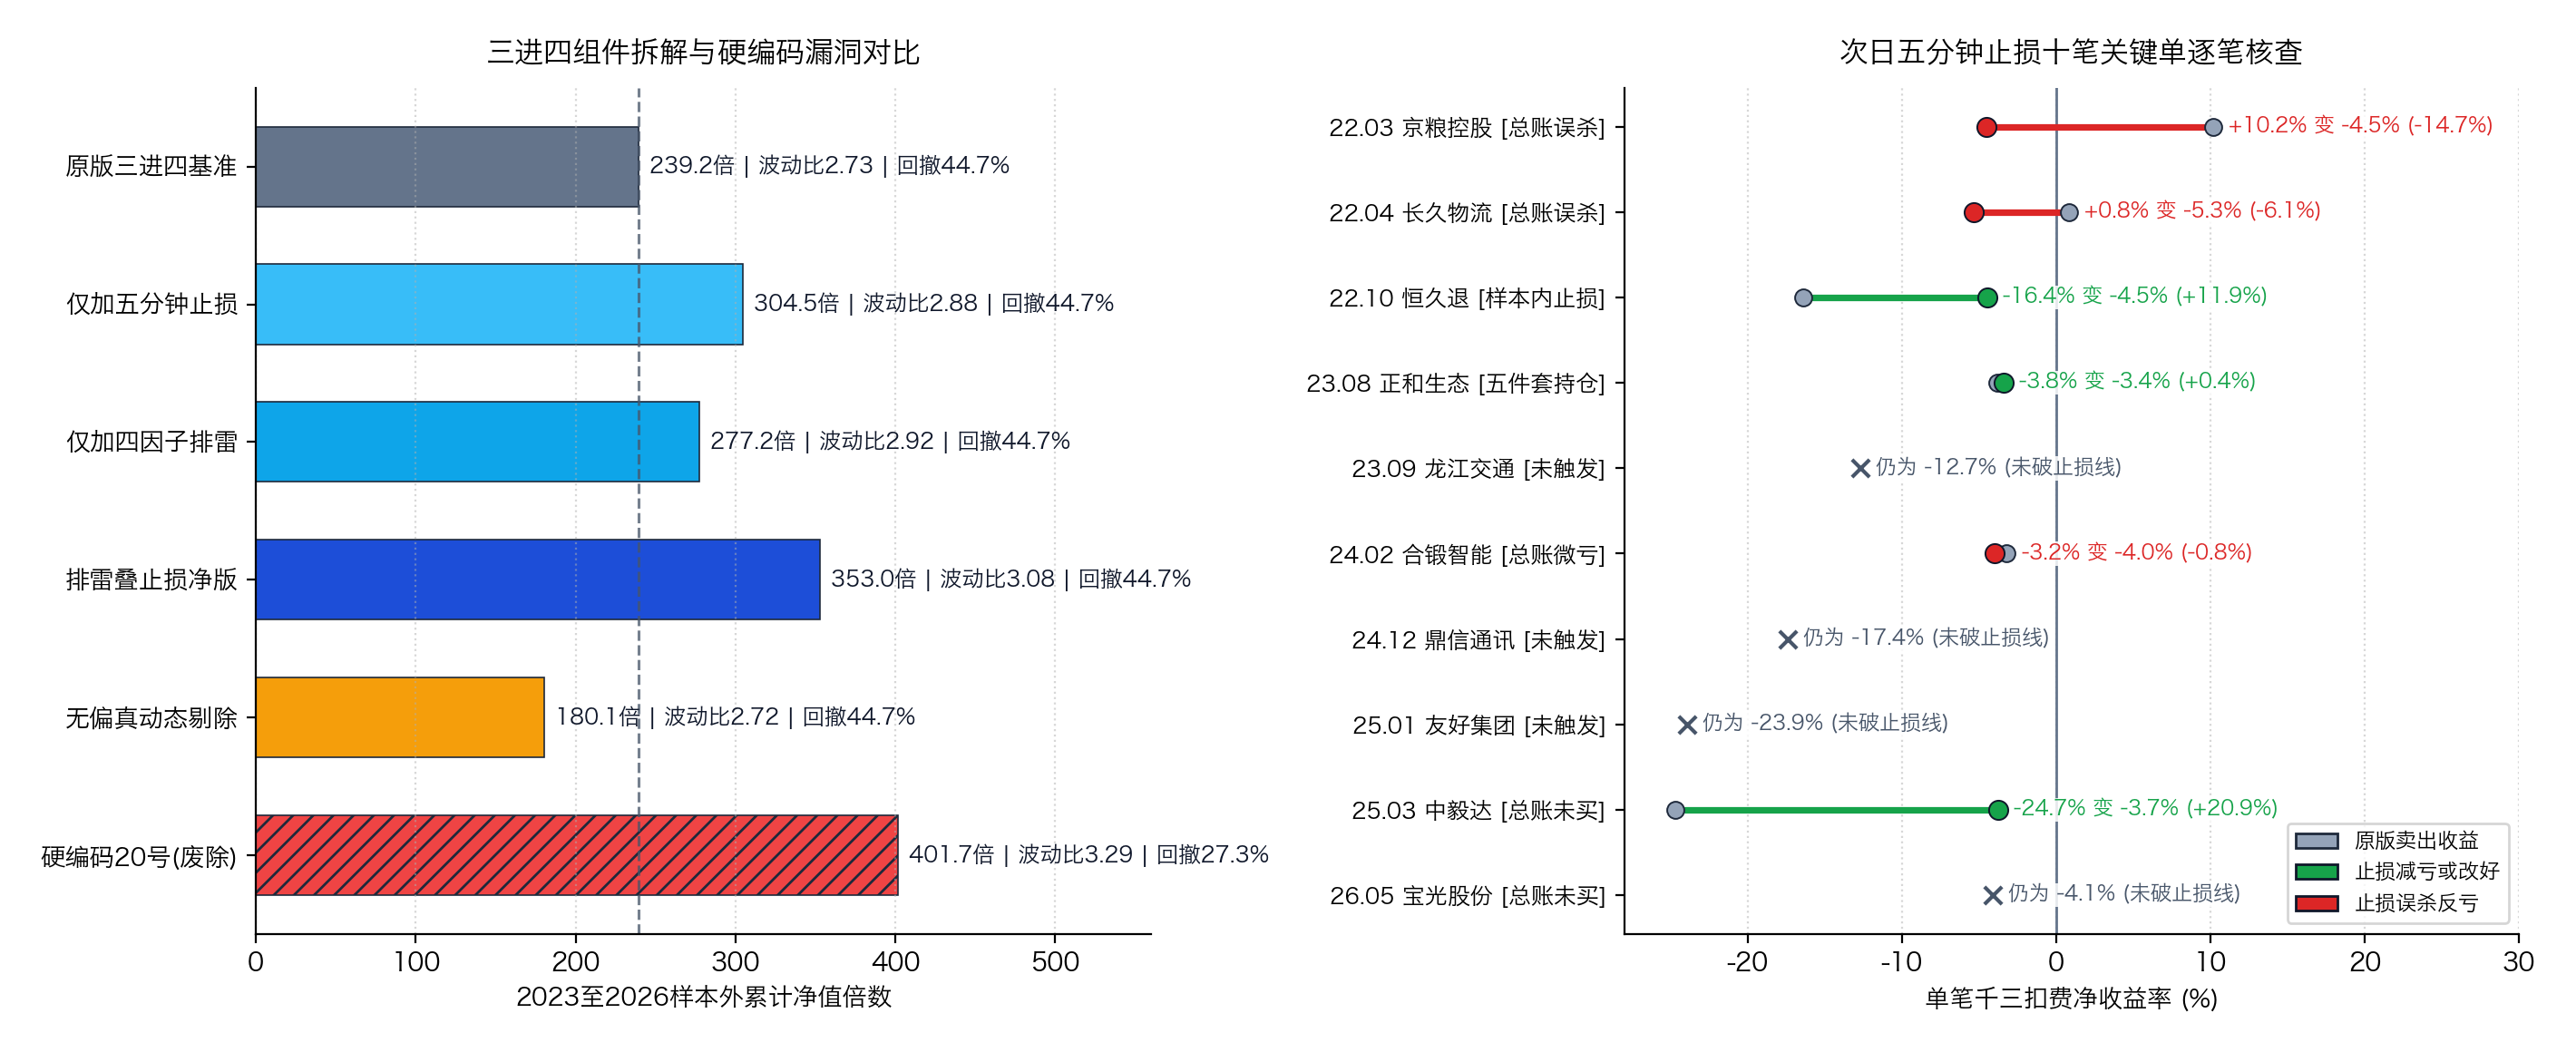 三进四组件拆解与硬编码漏洞对比
原版三进四基准
239.2倍 | 波动比2.73 | 回撤44.7%
仅加五分钟止损
304.5倍 | 波动比2.88 | 回撤44.7%
仅加四因子排雷
277.2倍 | 波动比2.92 | 回撤44.7%
排雷叠止损净版
353.0倍 | 波动比3.08 | 回撤44.7%
无偏真动态剔除
180.1倍 | 波动比2.72 | 回撤44.7%
硬编码20号(废除)
401.7倍 | 波动比3.29 | 回撤27.3%
0 100 200 300 400 500
2023至2026样本外累计净值倍数
次日五分钟止损十笔关键单逐笔核查
22.03 京粮控股 [总账误杀]
+10.2% 变 -4.5% (-14.7%)
22.04 长久物流 [总账误杀]
+0.8% 变 -5.3% (-6.1%)
22.10 恒久退 [样本内止损]
-16.4% 变 -4.5% (+11.9%)
23.08 正和生态 [五件套持仓]
-3.8% 变 -3.4% (+0.4%)
23.09 龙江交通 [未触发]
仍为 -12.7% (未破止损线)
24.02 合锻智能 [总账微亏]
-3.2% 变 -4.0% (-0.8%)
24.12 鼎信通讯 [未触发]
仍为 -17.4% (未破止损线)
25.01 友好集团 [未触发]
仍为 -23.9% (未破止损线)
25.03 中毅达 [总账未买]
-24.7% 变 -3.7% (+20.9%)
26.05 宝光股份 [总账未买]
仍为 -4.1% (未破止损线)
原版卖出收益
止损减亏或改好
止损误杀反亏
-20 -10 0 10 20 30
单笔千三扣费净收益率 (%)